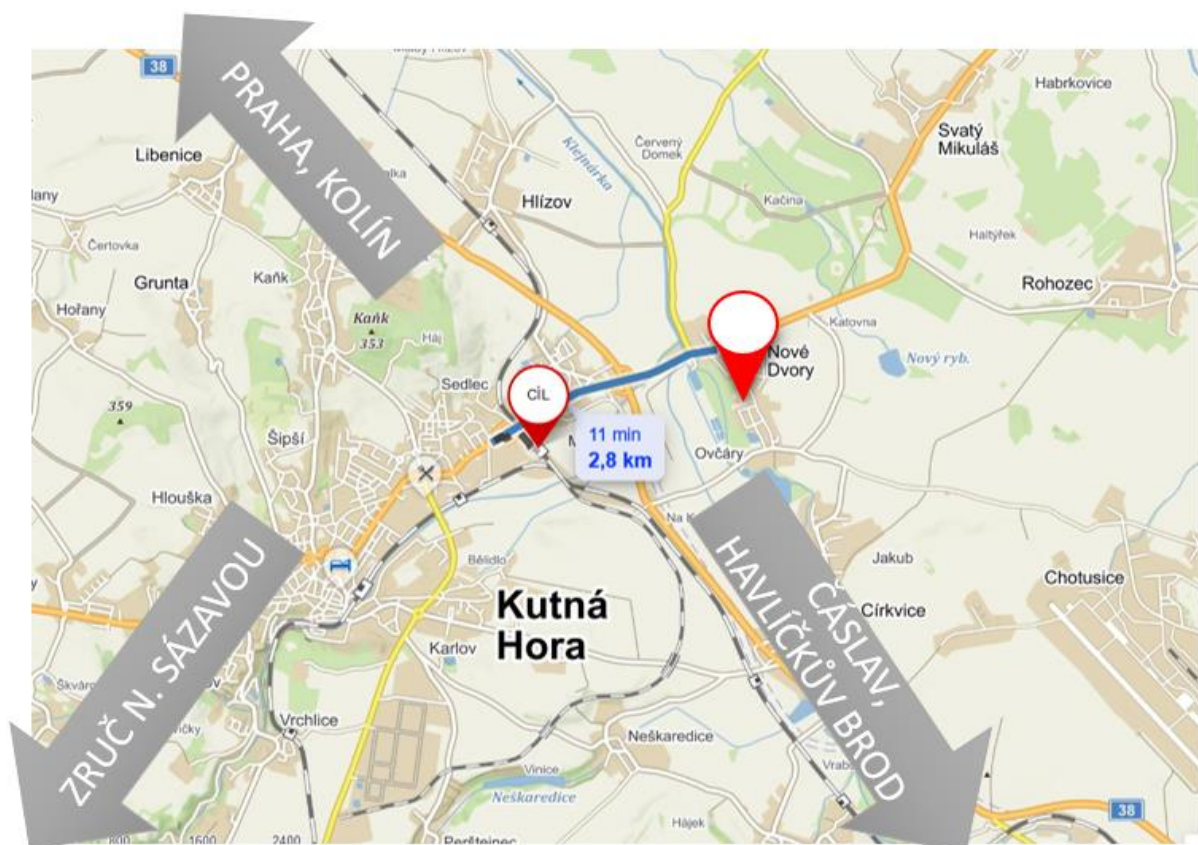 38
PRAHA, KOLÍN
Libenice
Čertovka
Hořany
Grunta
Kaňk
Kaňk
353
Háj
359
Šipší
Hlouška
Sedlec
Hlízov
Klejnárka
Červený
Domek
Kačina
Svatý
Mikuláš
Habrkovice
Haltýřek
Rohozec
Katovna
Nový ryb.
Nové
Dvory
Ovčáry
CÍL
11 min
2,8 km
Jakub
Církvice
Chotusice
Bělidlo
Kutná
Hora
Karlov
Vrchlice
Neškaredice
Vinice
Neškaredice
Hájek
ZRUČ N. SÁZAVOU
ČÁSLAV,
HAVLÍČKŮV BROD
38
800
1600
2400